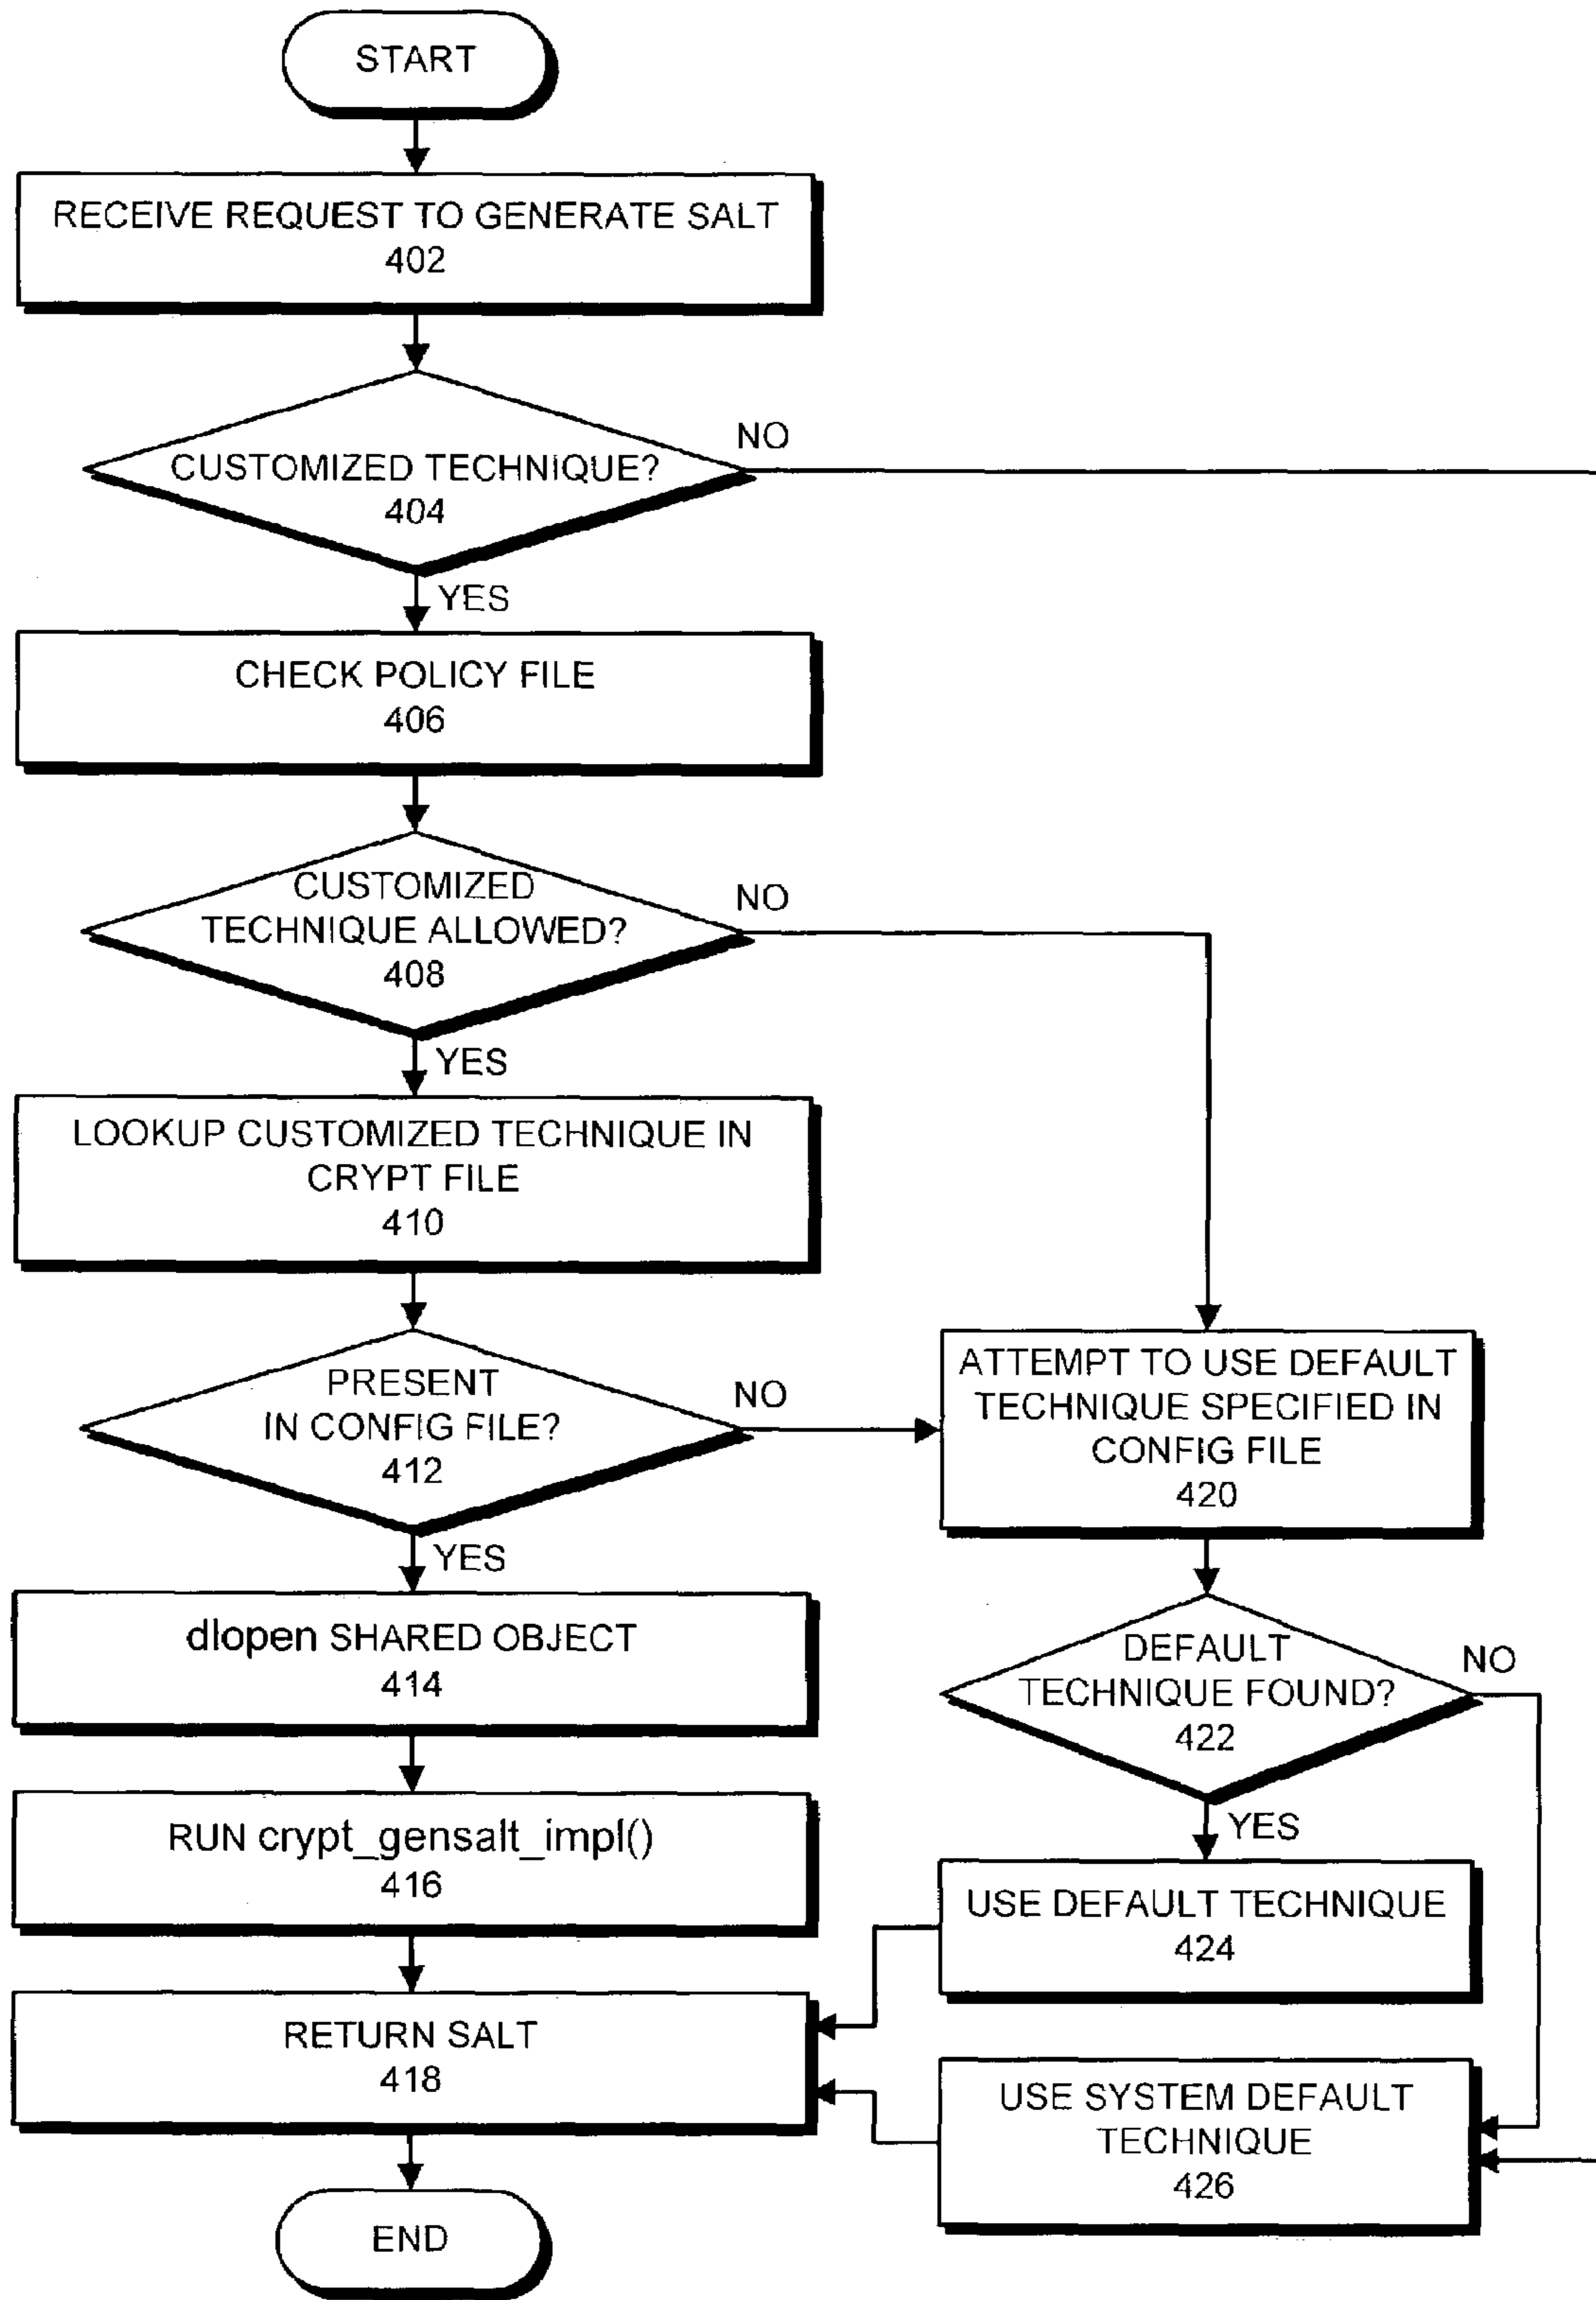 START
RECEIVE REQUEST TO GENERATE SALT
402
CUSTOMIZED TECHNIQUE?
404
NO
YES
CHECK POLICY FILE
406
CUSTOMIZED
TECHNIQUE ALLOWED?
408
NO
YES
LOOKUP CUSTOMIZED TECHNIQUE IN
CRYPT FILE
410
PRESENT
IN CONFIG FILE?
412
NO
YES
dlopen SHARED OBJECT
414
RUN crypt_gensalt_impl()
416
RETURN SALT
418
END
ATTEMPT TO USE DEFAULT
TECHNIQUE SPECIFIED IN
CONFIG FILE
420
DEFAULT
TECHNIQUE FOUND?
422
NO
YES
USE DEFAULT TECHNIQUE
424
USE SYSTEM DEFAULT
TECHNIQUE
426